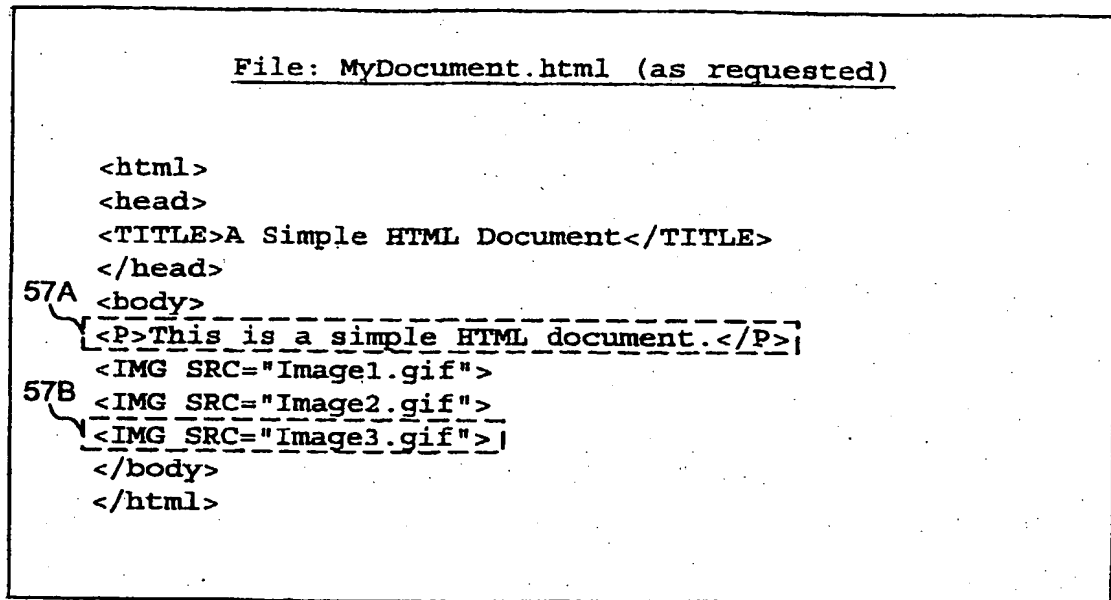 File: MyDocument.html (as requested)
<html>
<head>
<TITLE>A Simple HTML Document</TITLE>
</head>
57A
<body>
<P>This is a simple HTML document.</P>
<IMG SRC="Image1.gif">
57B
<IMG SRC="Image2.gif">
<IMG SRC="Image3.gif">
</body>
</html>